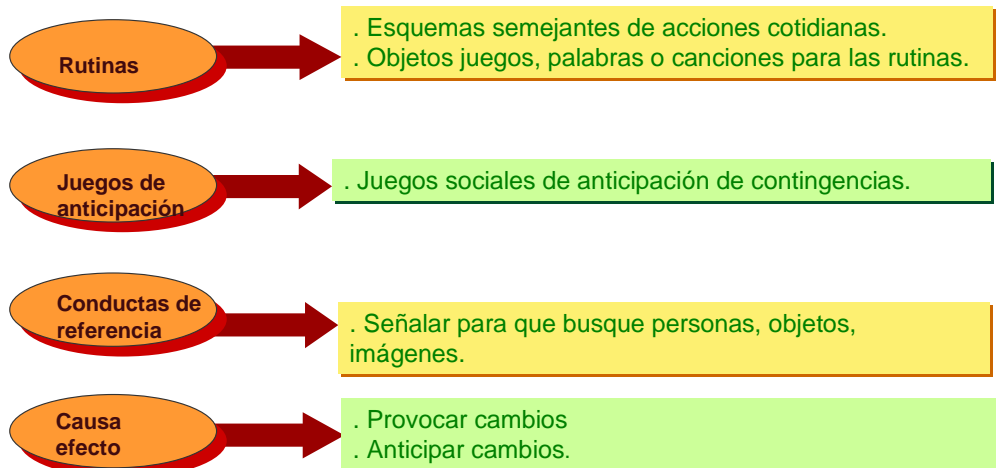 Rutinas
. Esquemas semejantes de acciones cotidianas.
. Objetos juegos, palabras o canciones para las rutinas.
Juegos de
anticipación
. Juegos sociales de anticipación de contingencias.
Conductas de
referencia
. Señalar para que busque personas, objetos,
imágenes.
Causa
efecto
. Provocar cambios
. Anticipar cambios.